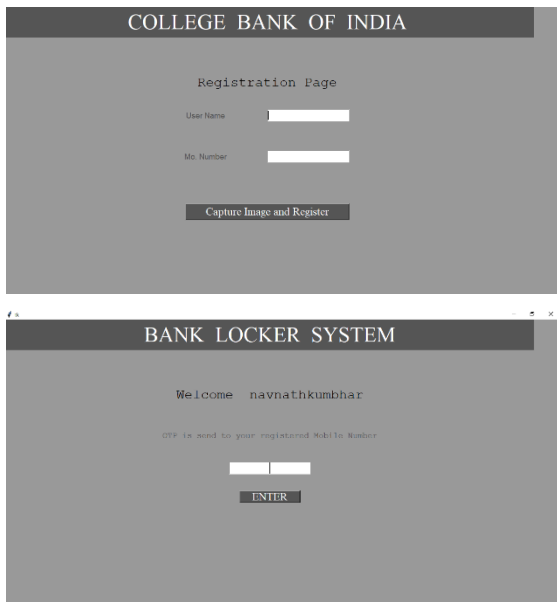 COLLEGE BANK OF INDIA
Registration Page
User Name
Mo. Number
Capture Image and Register
BANK LOCKER SYSTEM
Welcome navnathkumbhar
OTP is send to your registered Mobile Number
ENTER